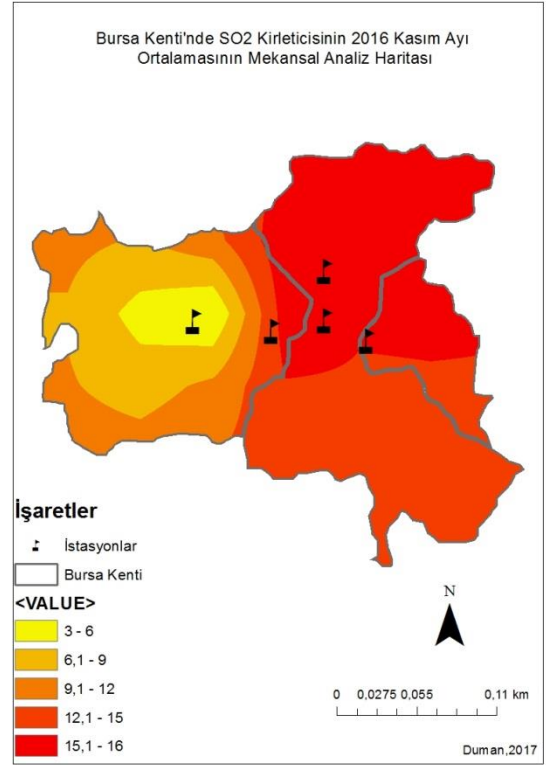 Bursa Kenti'nde SO2 Kirleticisinin 2016 Kasım Ayı
Ortalamasının Mekansal Analiz Haritası
İşaretler
İstasyonlar
Bursa Kenti
<VALUE>
3 - 6
6,1 - 9
9,1 - 12
12,1 - 15
15,1 - 16
N
0 0,0275 0,055 0,11 km
Duman,2017